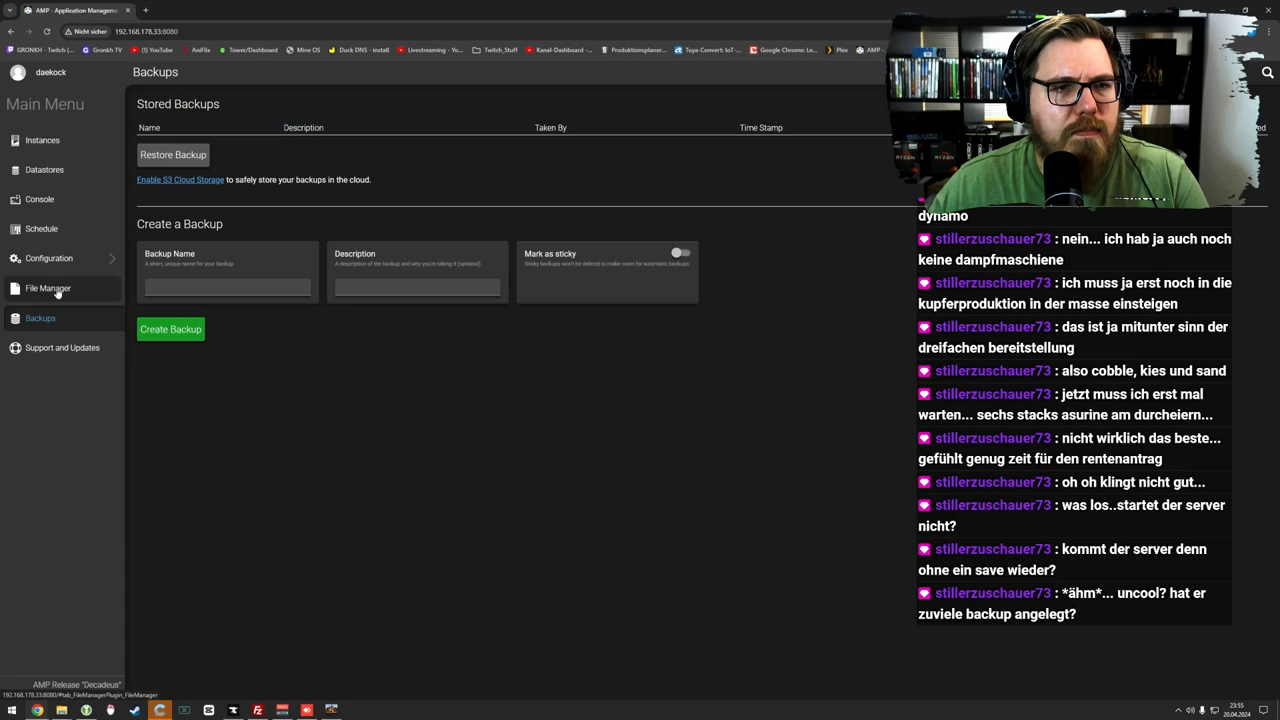 AMP - Application Managem
Nicht sicher
192.168.178.33:8080
GRONKH - Twitch (...)
Gronkh TV
(1) YouTube
AniFlix
Tower/Dashboard
Mine OS
Duck DNS - install
Livestreaming - Yo...
Twitch_Stuff
Kanal-Dashboard -...
Produktionsplaner...
Tuya-Convert: IoT -...
Google Chrome: Le...
Plex
AMP -
daekock
Backups
Main Menu
Instances
Datastores
Console
Schedule
Configuration
File Manager
Backups
Support and Updates
Stored Backups
Name
Description
Taken By
Time Stamp
Restore Backup
Enable S3 Cloud Storage to safely store your backups in the cloud.
Create a Backup
Backup Name
A short, unique name for your backup
Description
A description of the backup and why you're taking it (optional)
Mark as sticky
Sticky backups won't be deleted to make room for automatic backups
Create Backup
RYZEN
RYZEN
dynamo
stillerzuschauer73 : nein... ich hab ja auch noch
keine dampfmaschiene
stillerzuschauer73 : ich muss ja erst noch in die
kupferproduktion in der masse einsteigen
stillerzuschauer73 : das ist ja mitunter sinn der
dreifachen bereitstellung
stillerzuschauer73 : also cobble, kies und sand
stillerzuschauer73 : jetzt muss ich erst mal
warten... sechs stacks asurine am durcheiern...
stillerzuschauer73 : nicht wirklich das beste...
gefühlt genug zeit für den rentenantrag
stillerzuschauer73 : oh oh klingt nicht gut...
stillerzuschauer73 : was los..startet der server
nicht?
stillerzuschauer73 : kommt der server denn
ohne ein save wieder?
stillerzuschauer73 : *ähm*... uncool? hat er
zuviele backup angelegt?
AMP Release "Decadeus"
192.168.178.33:8080/#tab_FileManagerPlugin_FileManager
23:55
20.04.2024